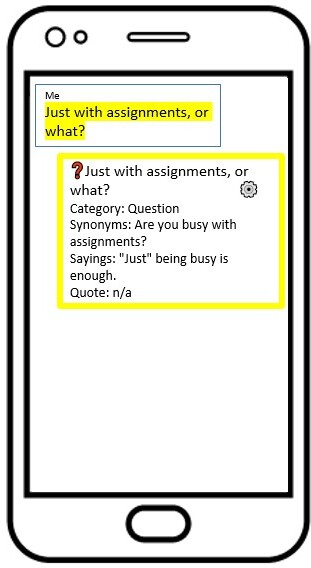 Me
Just with assignments, or
what?
❓Just with assignments, or
what?
Category: Question
Synonyms: Are you busy with
assignments?
Sayings: "Just" being busy is
enough.
Quote: n/a